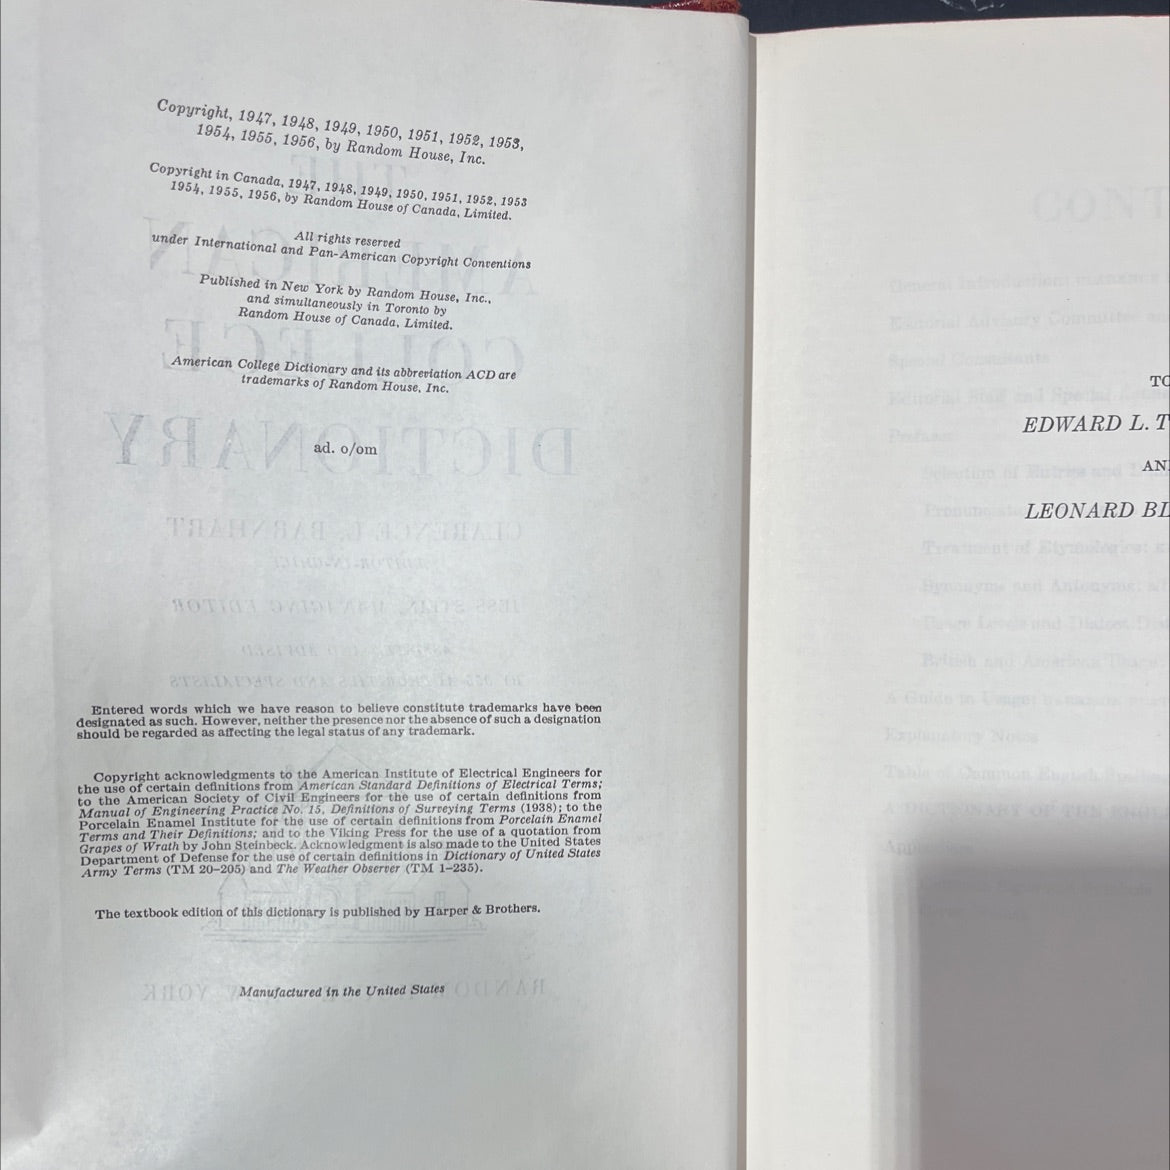 Copyright, 1947, 1948, 1949, 1950, 1951, 1952, 1953,
1954, 1955, 1956, by Random House, Inc.
Copyright in Canada, 1947, 1948, 1949, 1950, 1951, 1952, 1953
1954, 1955, 1956, by Random House of Canada, Limited.
All rights reserved
under International and Pan-American Copyright Conventions
Published in New York by Random House, Inc.,
and simultaneously in Toronto by
Random House of Canada, Limited.
American College Dictionary and its abbreviation ACD are
trademarks of Random House, Inc.
ad. o/om
Entered words which we have reason to believe constitute trademarks have been
designated as such. However, neither the presence nor the absence of such a designation
should be regarded as affecting the legal status of any trademark.
Copyright acknowledgments to the American Institute of Electrical Engineers for
the use of certain definitions from American Standard Definitions of Electrical Terms;
to the American Society of Civil Engineers for the use of certain definitions from
Manual of Engineering Practice No. 15, Definitions of Surveying Terms (1938); to the
Porcelain Enamel Institute for the use of certain definitions from Porcelain Enamel
Terms and Their Definitions; and to the Viking Press for the use of a quotation from
Grapes of Wrath by John Steinbeck. Acknowledgment is also made to the United States
Department of Defense for the use of certain definitions in Dictionary of United States
Army Terms (TM 20–205) and The Weather Observer (TM 1–235).
The textbook edition of this dictionary is published by Harper & Brothers.
Manufactured in the United States
TO
EDWARD L. T
AN
LEONARD BL